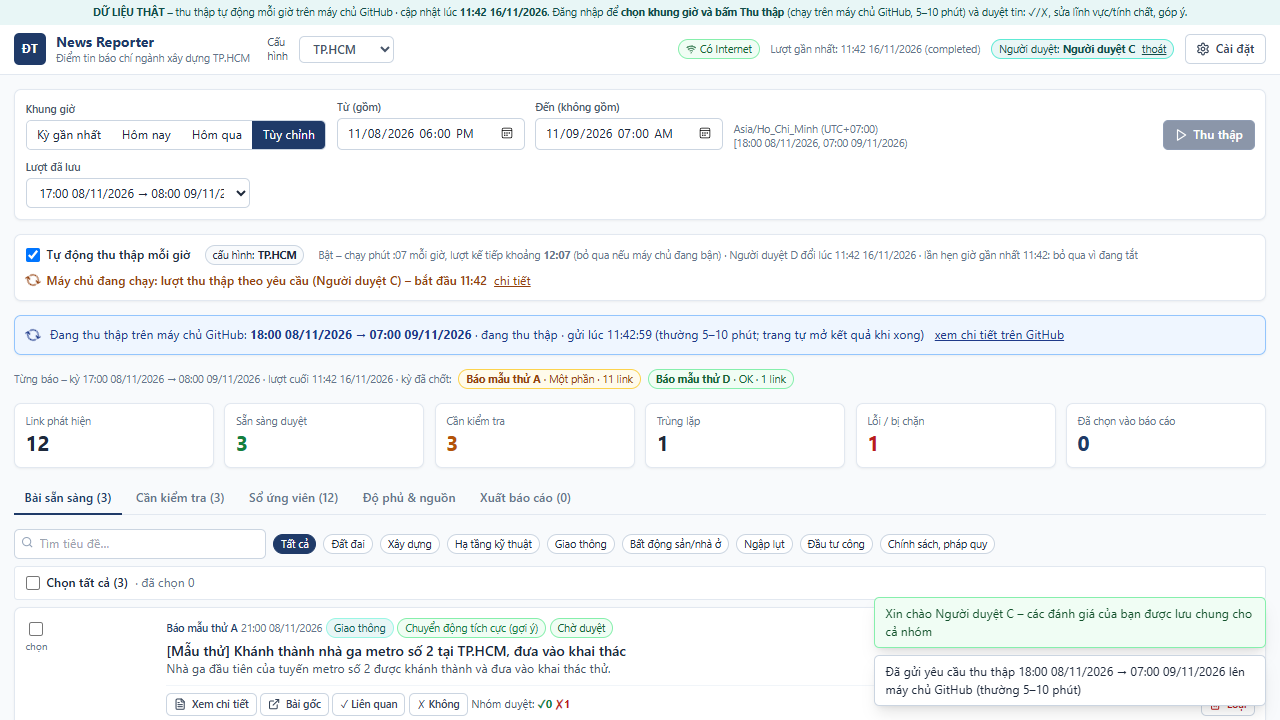 DỮ LIỆU THẬT – thu thập tự động mỗi giờ trên máy chủ GitHub · cập nhật lúc 11:42 16/11/2026. Đăng nhập để chọn khung giờ và bấm Thu thập (chạy trên máy chủ GitHub, 5–10 phút) và duyệt tin: ✓/✗, sửa lĩnh vực/tính chất, góp ý.
ĐT
News Reporter
Điểm tin báo chí ngành xây dựng TP.HCM
Cấu hình
TP.HCM
Có Internet
Lượt gần nhất: 11:42 16/11/2026 (completed)
Người duyệt: Người duyệt C thoát
Cài đặt
Khung giờ
Kỳ gần nhất Hôm nay Hôm qua Tùy chỉnh
Từ (gồm)
11/08/2026 06:00 PM
Đến (không gồm)
11/09/2026 07:00 AM
Asia/Ho_Chi_Minh (UTC+07:00)
[18:00 08/11/2026, 07:00 09/11/2026)
Thu thập
Lượt đã lưu
17:00 08/11/2026 → 08:00 09/11/2
Tự động thu thập mỗi giờ cấu hình: TP.HCM Bật – chạy phút :07 mỗi giờ, lượt kế tiếp khoảng 12:07 (bỏ qua nếu máy chủ đang bận) · Người duyệt D đổi lúc 11:42 16/11/2026 · lần hẹn giờ gần nhất 11:42: bỏ qua vì đang tắt
Máy chủ đang chạy: lượt thu thập theo yêu cầu (Người duyệt C) – bắt đầu 11:42 chi tiết
Đang thu thập trên máy chủ GitHub: 18:00 08/11/2026 → 07:00 09/11/2026 · đang thu thập · gửi lúc 11:42:59 (thường 5–10 phút; trang tự mở kết quả khi xong) xem chi tiết trên GitHub
Từng báo – kỳ 17:00 08/11/2026 → 08:00 09/11/2026 · lượt cuối 11:42 16/11/2026 · kỳ đã chốt: Báo mẫu thử A · Một phần · 11 link Báo mẫu thử D · OK · 1 link
Link phát hiện
12
Sẵn sàng duyệt
3
Cần kiểm tra
3
Trùng lặp
1
Lỗi / bị chặn
1
Đã chọn vào báo cáo
0
Bài sẵn sàng (3) Cần kiểm tra (3) Sổ ứng viên (12) Độ phủ & nguồn Xuất báo cáo (0)
Tìm tiêu đề...
Tất cả Đất đai Xây dựng Hạ tầng kỹ thuật Giao thông Bất động sản/nhà ở Ngập lụt Đầu tư công Chính sách, pháp quy
Chọn tất cả (3) · đã chọn 0
chọn
Báo mẫu thử A 21:00 08/11/2026 Giao thông Chuyển động tích cực (gợi ý) Chờ duyệt
[Mẫu thử] Khánh thành nhà ga metro số 2 tại TP.HCM, đưa vào khai thác
Nhà ga đầu tiên của tuyến metro số 2 được khánh thành và đưa vào khai thác thử.
Xem chi tiết Bài gốc ✓ Liên quan ✗ Không Nhóm duyệt: ✓0 ✗1
Xin chào Người duyệt C – các đánh giá của bạn được lưu chung cho
cả nhóm
Đã gửi yêu cầu thu thập 18:00 08/11/2026 → 07:00 09/11/2026 lên
máy chủ GitHub (thường 5–10 phút)